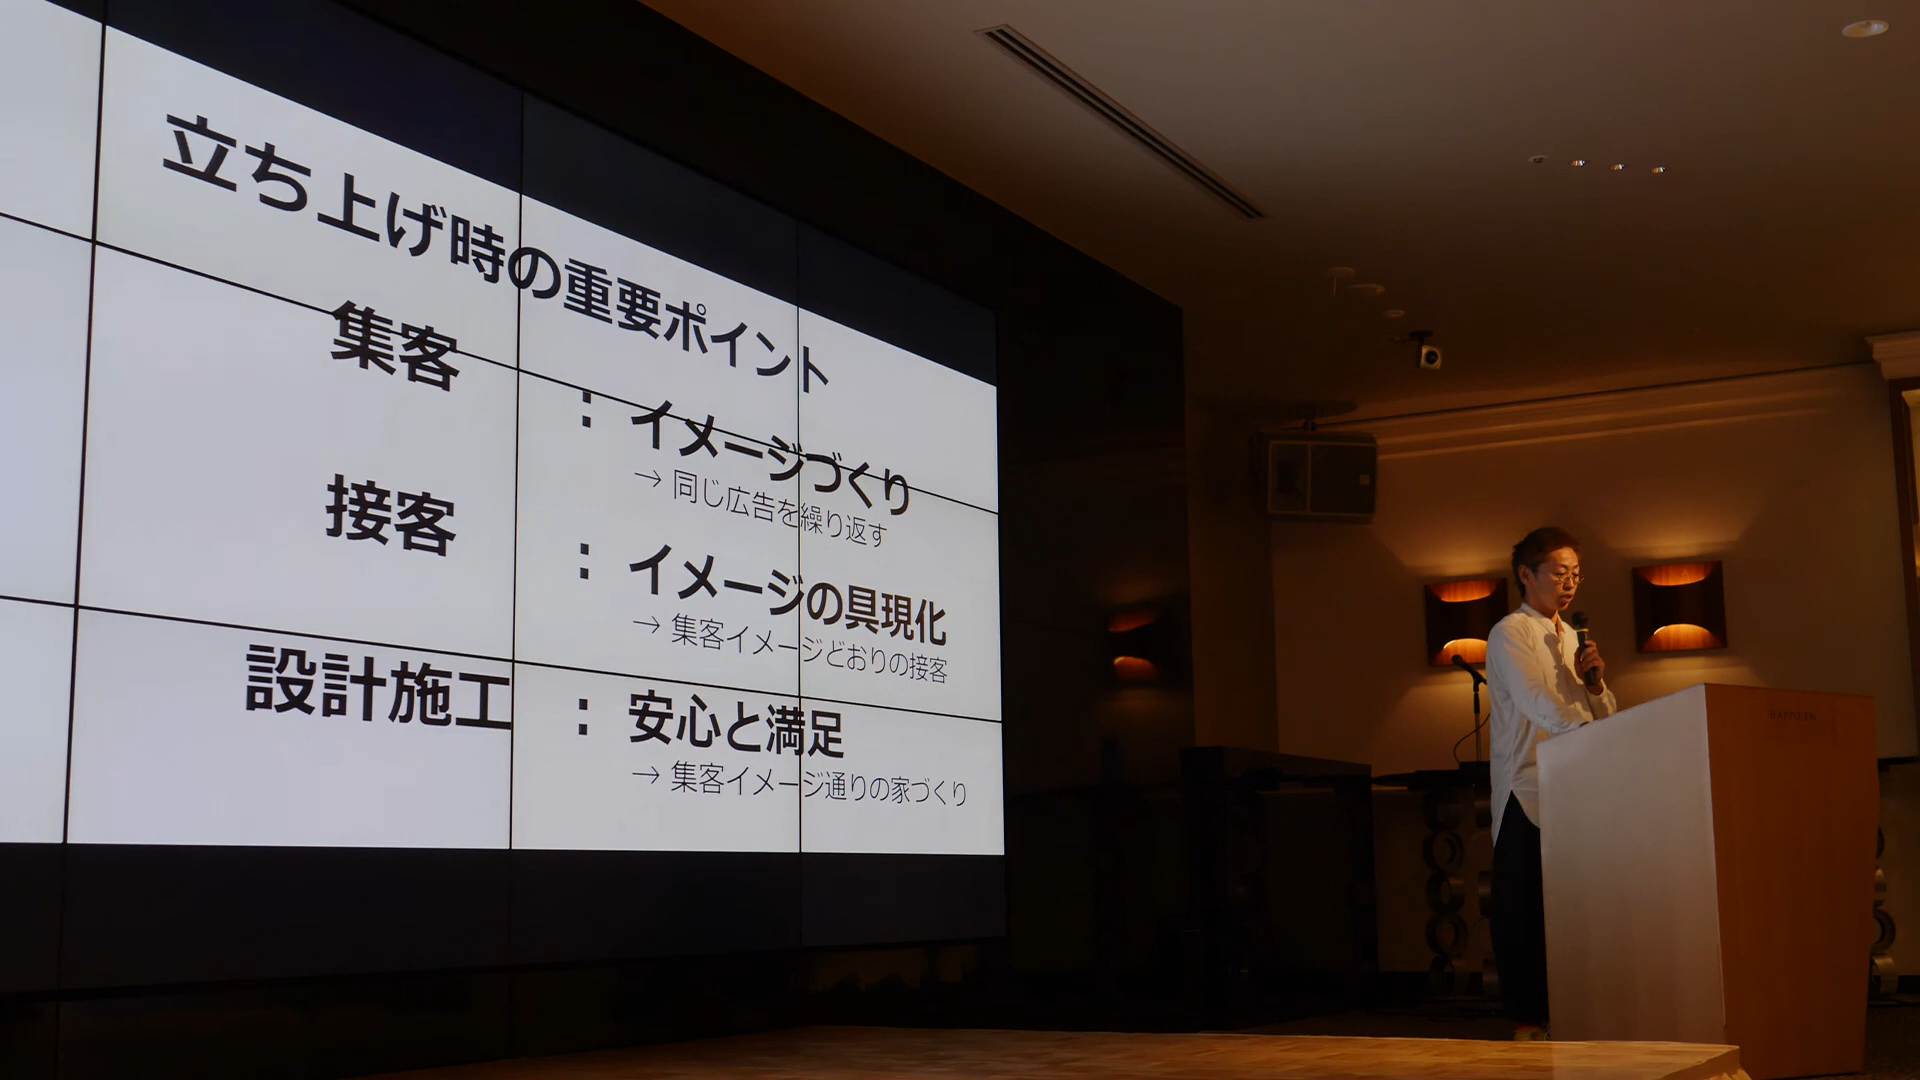 立ち上げ時の重要ポイント
集客 : イメージづくり
→ 同じ広告を繰り返す
接客 : イメージの具現化
→ 集客イメージどおりの接客
設計施工 : 安心と満足
→ 集客イメージ通りの家づくり
HAPPO-EN